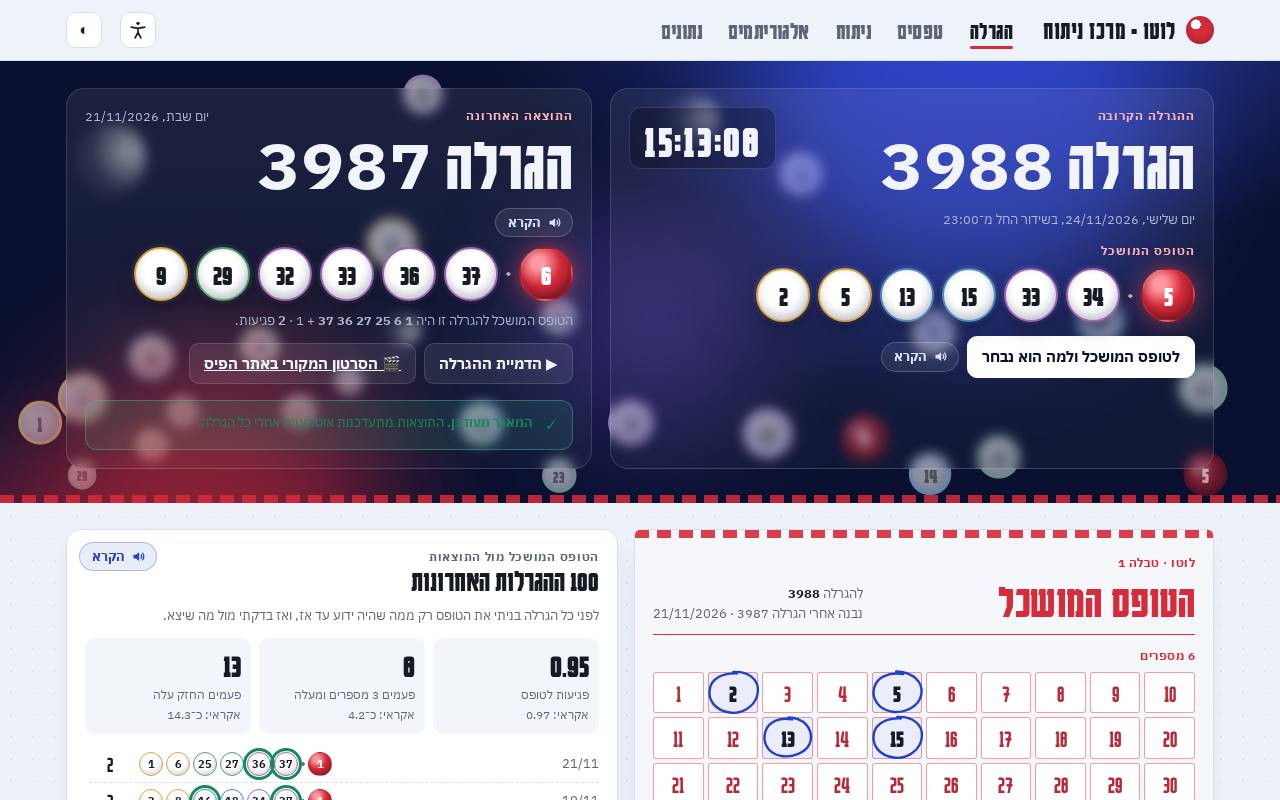 לוטו · מרכז ניתוח
הגרלה
טפסים
ניתוח
אלגוריתמים
נתונים
ההגרלה הקרובה
15:13:08
הגרלה 3988
יום שלישי, 24/11/2026, בשידור החל מ־23:00
הטופס המושכל
5 · 34 33 15 13 5 2
לטופס המושכל ולמה הוא נבחר
הקרא
התוצאה האחרונה
יום שבת, 21/11/2026
הגרלה 3987
הקרא
6 · 37 36 33 32 29 9
הטופס המושכל להגרלה זו היה 1 6 25 27 36 37 + 1 · 2 פגיעות.
▶ הדמיית ההגרלה
🎬 הסרטון המקורי באתר הפיס
✓ המאגר מעודכן. התוצאות מתעדכנות אוטומטית אחרי כל הגרלה.
1
28
23
14
5
לוטו · טבלה 1
הטופס המושכל
להגרלה 3988
נבנה אחרי הגרלה 3987 · 21/11/2026
6 מספרים
1 2 3 4 5 6 7 8 9 10
11 12 13 14 15 16 17 18 19 20
21 22 23 24 25 26 27 28 29 30
הטופס המושכל מול התוצאות
הקרא
100 ההגרלות האחרונות
לפני כל הגרלה בניתי את הטופס רק ממה שהיה ידוע עד אז, ואז בדקתי מול מה שיצא.
0.95
פגיעות לטופס
אקראי: 0.97
0
פעמים 3 מספרים ומעלה
אקראי: כ־4.2
13
פעמים החזק עלה
אקראי: כ־14.3
21/11
1 · 37 36 27 25 6 1
2